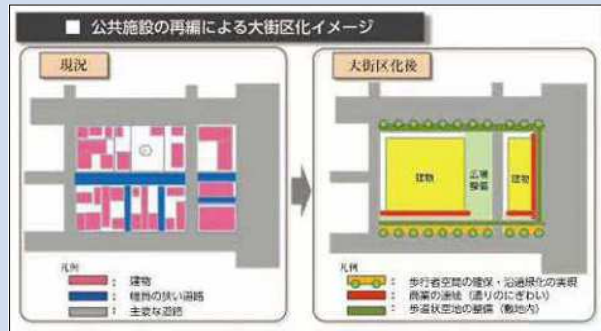 ■ 公共施設の再編による大街区化イメージ
現況
大街区化後
建物
広場
整備
建物
凡例
： 建物
： 幅員の狭い道路
： 主要な道路
凡例
： 歩行者空間の確保・沿道緑化の実現
： 商業の連続（通りのにぎわい）
： 歩道状空地の整備（敷地内）